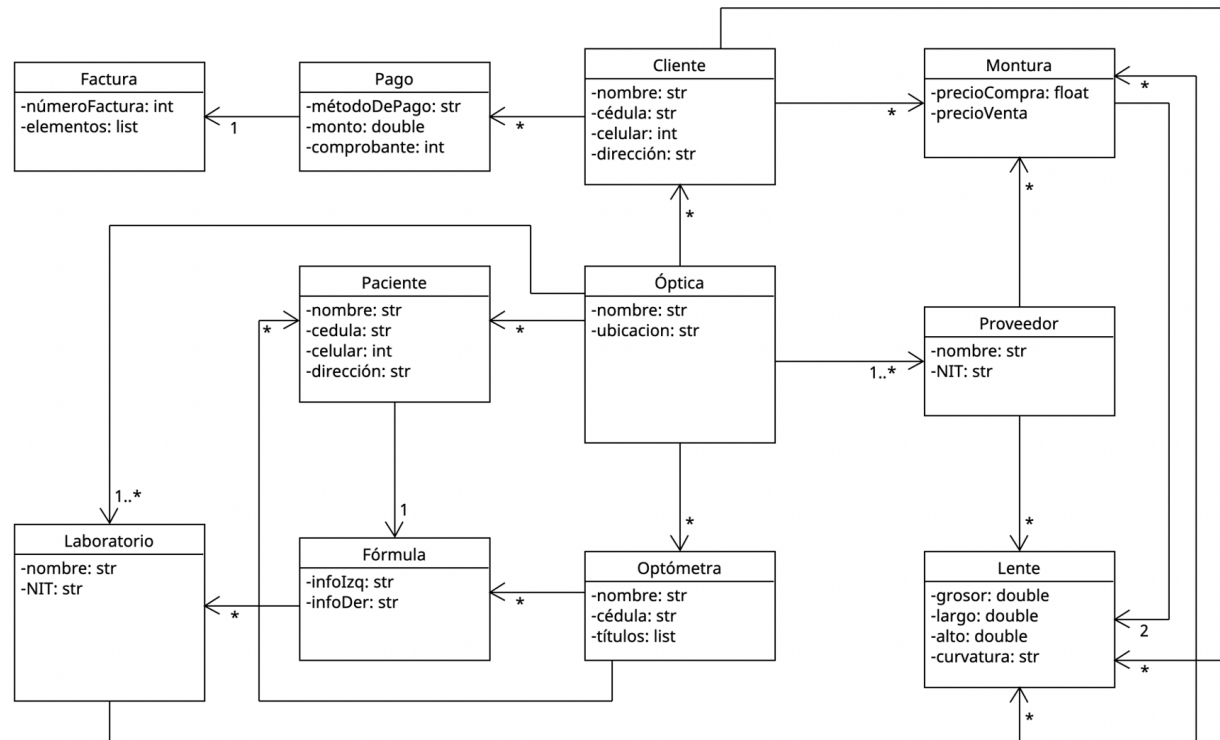 Factura
-númeroFactura: int
-elementos: list
1
Pago
-métodoDePago: str
-monto: double
-comprobante: int
*
Cliente
-nombre: str
-cédula: str
-celular: int
-dirección: str
*
Montura
-precioCompra: float
-precioVenta
*
*
*
Paciente
-nombre: str
-cedula: str
-celular: int
-dirección: str
*
*
Óptica
-nombre: str
-ubicacion: str
1..*
Proveedor
-nombre: str
-NIT: str
1..*
Laboratorio
-nombre: str
-NIT: str
*
1
Fórmula
-infoIzq: str
-infoDer: str
*
*
Optómetra
-nombre: str
-cédula: str
-títulos: list
*
Lente
-grosor: double
-largo: double
-alto: double
-curvatura: str
2
*
*